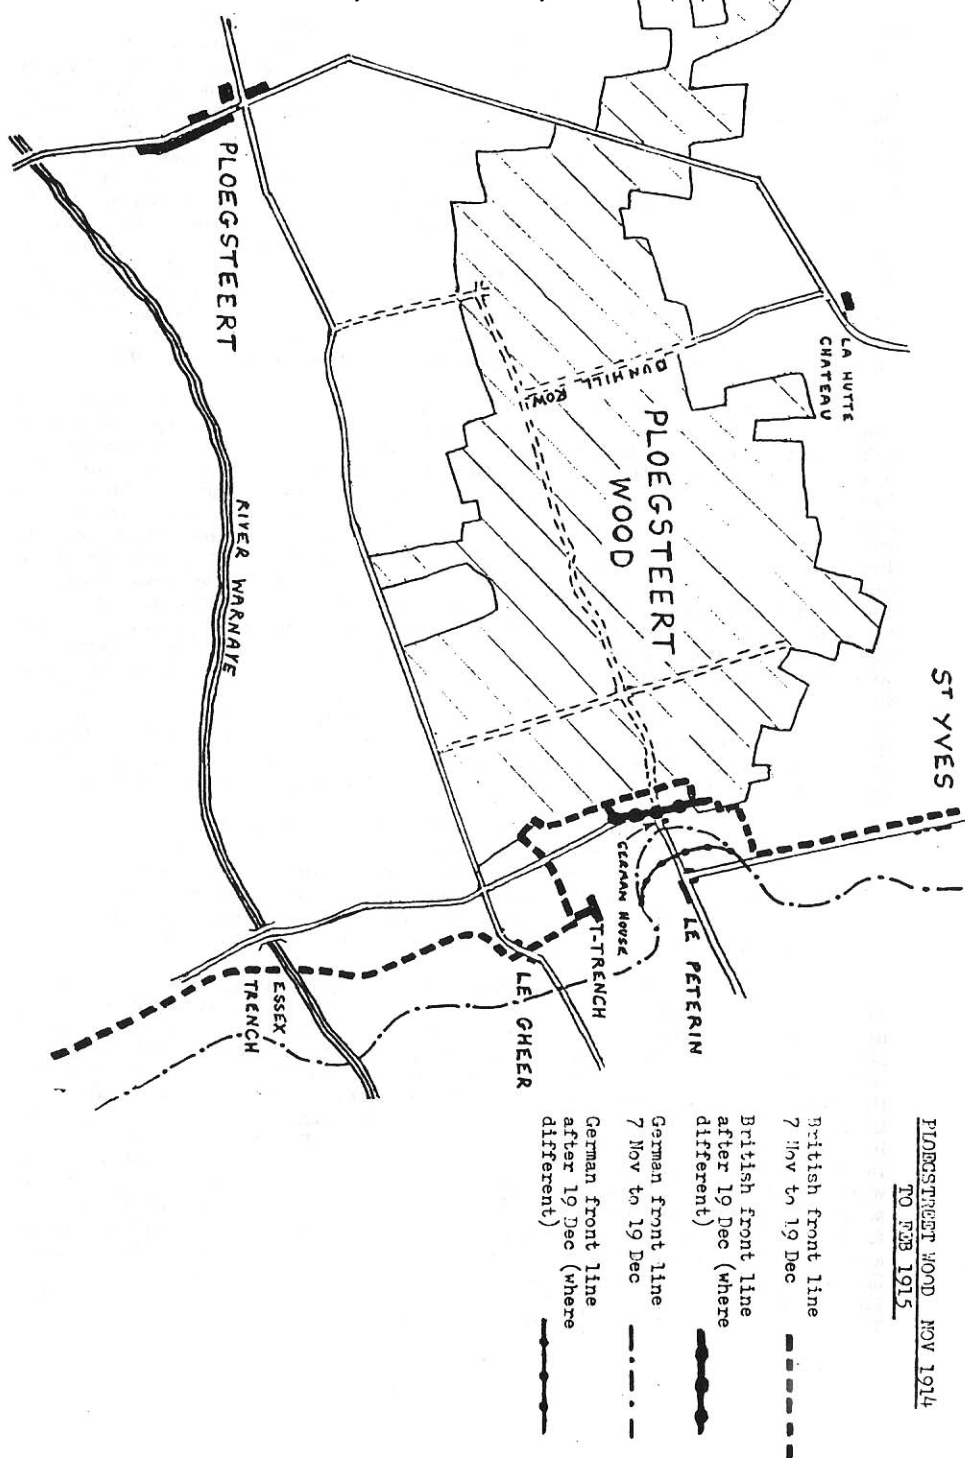 PLOEGSTREET WOOD NOV 1914
TO FEB 1915
British front line
7 Nov to 19 Dec
British front line
after 19 Dec (where
different)
German front line
7 Nov to 19 Dec
German front line
after 19 Dec (where
different)
ST YVES
LA HUTTE
CHATEAU
PLOEGSTEERT
WOOD
DUNHILL
ROW
PLOEGSTEERT
RIVER WARNAVE
GERMAN HOUSE
LE PETERIN
T-TRENCH
LE GHEER
ESSEX
TRENCH